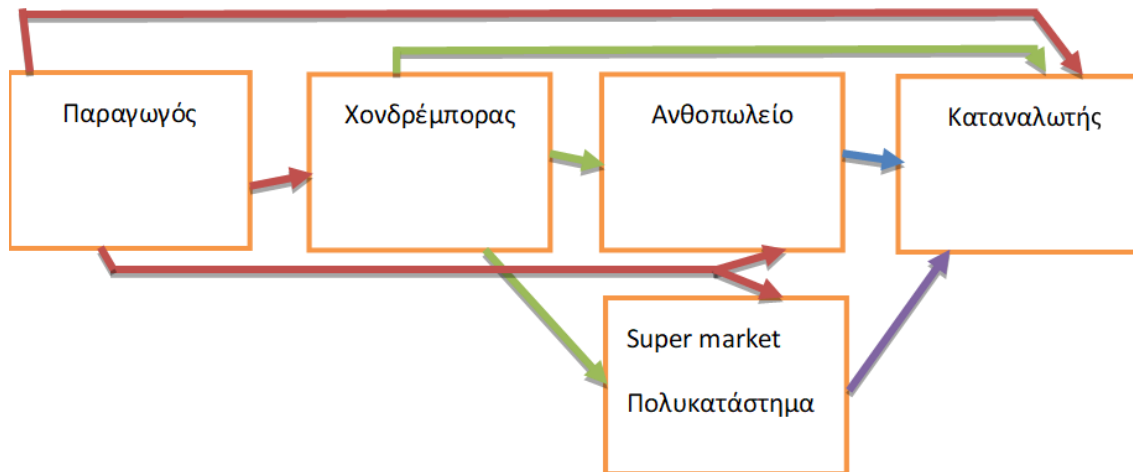 Παραγωγός
Χονδρέμπορας
Ανθοπωλείο
Καταναλωτής
Super market
Πολυκατάστημα